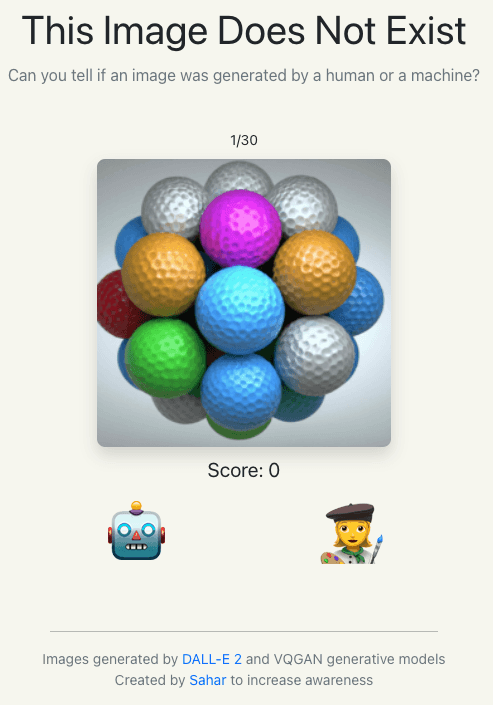 This Image Does Not Exist
Can you tell if an image was generated by a human or a machine?
1/30
Score: 0
Images generated by DALL-E 2 and VQGAN generative models
Created by Sahar to increase awareness